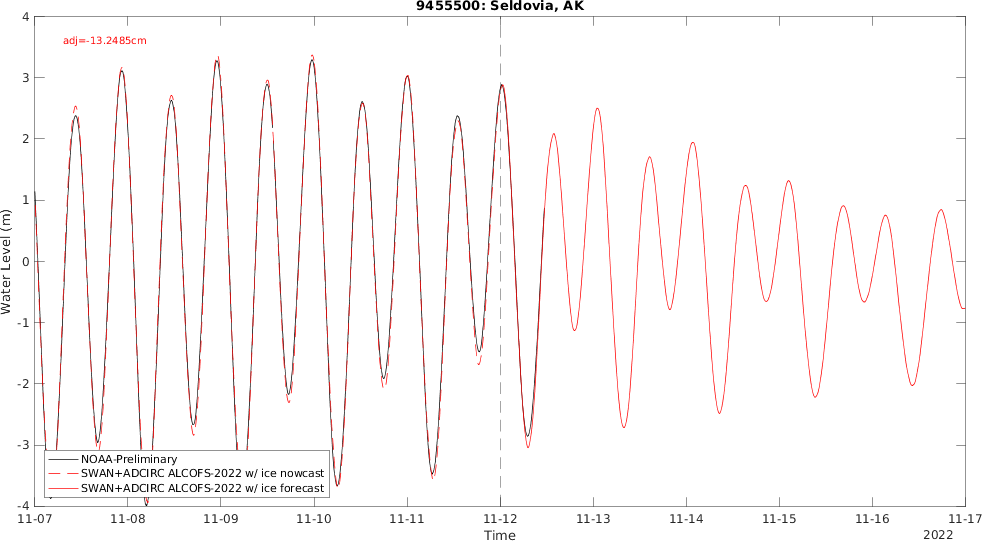 9455500: Seldovia, AK
adj=-13.2485cm
Water Level (m)
4
3
2
1
0
-1
-2
-3
-4
NOAA-Preliminary
SWAN+ADCIRC ALCOFS-2022 w/ ice nowcast
SWAN+ADCIRC ALCOFS-2022 w/ ice forecast
11-07 11-08 11-09 11-10 11-11 11-12 11-13 11-14 11-15 11-16 11-17
Time
2022